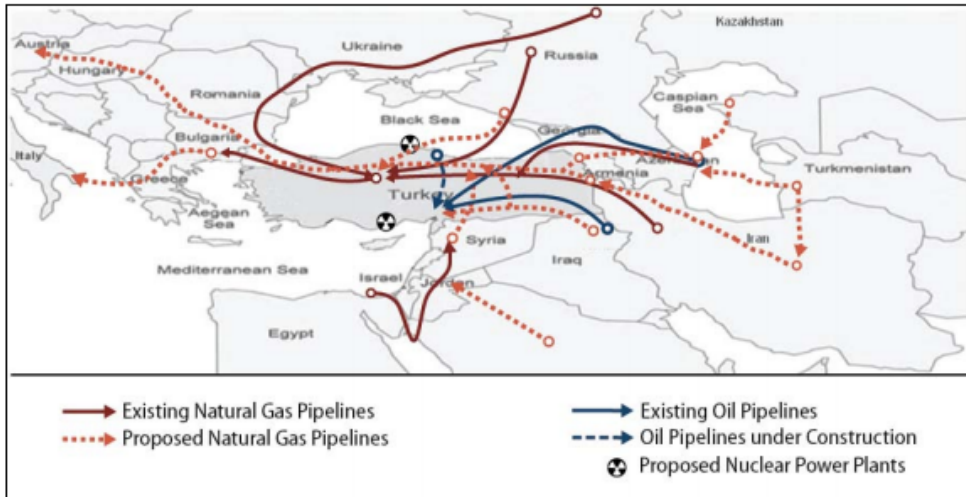 Kazakhstan
Austria
Ukraine
Russia
Hungary
Romania
Caspian
Sea
Black Sea
Georgia
Bulgaria
Italy
Azerbaijan
Turkmenistan
Greece
Armenia
Turkey
Aegean
Sea
Iran
Syria
Mediterranean Sea
Iraq
Israel
Jordan
Egypt
Existing Natural Gas Pipelines
Proposed Natural Gas Pipelines
Existing Oil Pipelines
Oil Pipelines under Construction
Proposed Nuclear Power Plants